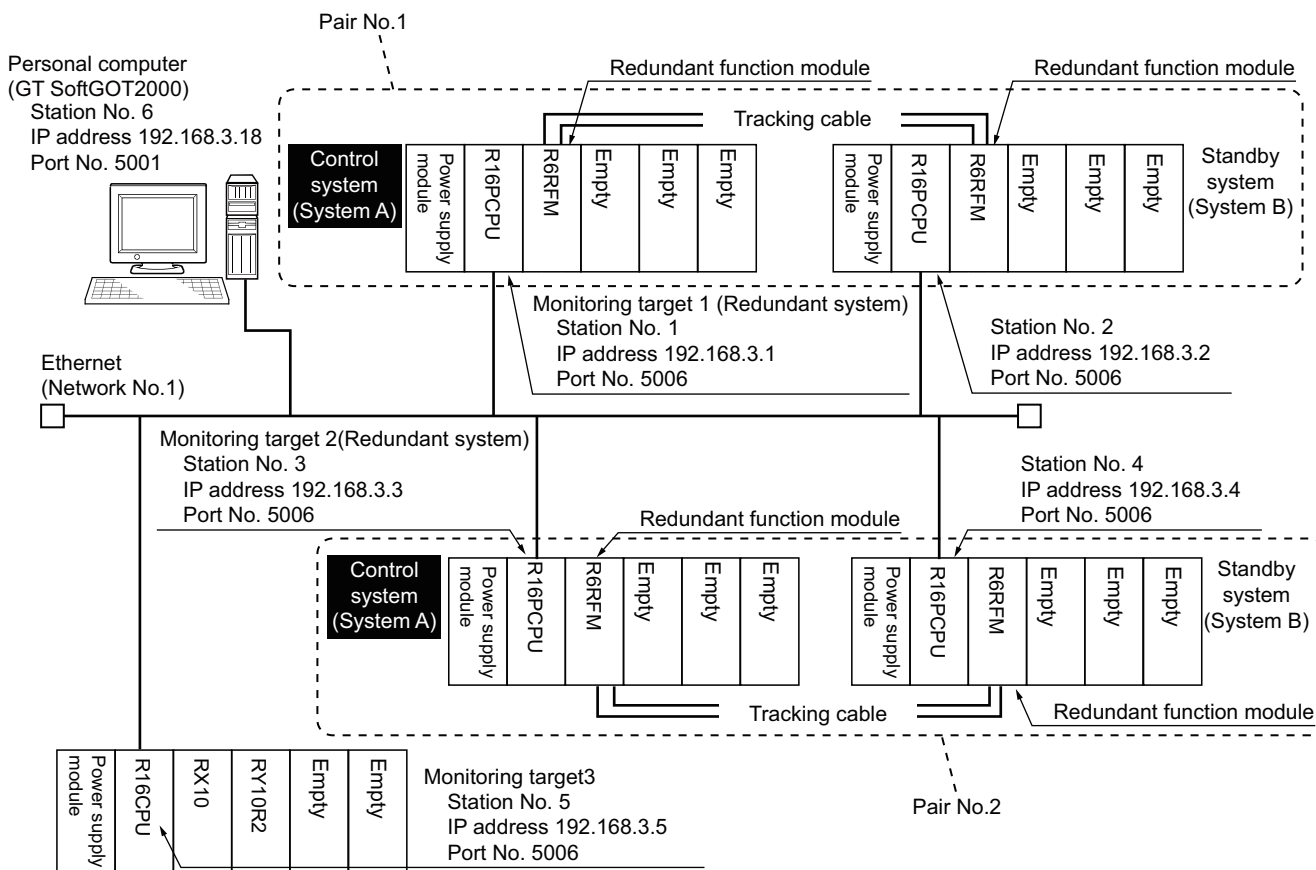 Pair No.1
Personal computer
(GT SoftGOT2000)
Station No. 6
IP address 192.168.3.18
Port No. 5001
Redundant function module
Redundant function module
Tracking cable
Control
system
(System A)
Power supply
module
R16PCPU
R6RFM
Empty
Empty
Empty
Power supply
module
R16PCPU
R6RFM
Empty
Empty
Empty
Standby
system
(System B)
Monitoring target 1 (Redundant system)
Station No. 1
IP address 192.168.3.1
Port No. 5006
Station No. 2
IP address 192.168.3.2
Port No. 5006
Ethernet
(Network No.1)
Monitoring target 2(Redundant system)
Station No. 3
IP address 192.168.3.3
Port No. 5006
Station No. 4
IP address 192.168.3.4
Port No. 5006
Redundant function module
Control
system
(System A)
Power supply
module
R16PCPU
R6RFM
Empty
Empty
Empty
Power supply
module
R16PCPU
R6RFM
Empty
Empty
Empty
Standby
system
(System B)
Tracking cable
Redundant function module
Pair No.2
Power supply
module
R16CPU
RX10
RY10R2
Empty
Empty
Monitoring target3
Station No. 5
IP address 192.168.3.5
Port No. 5006